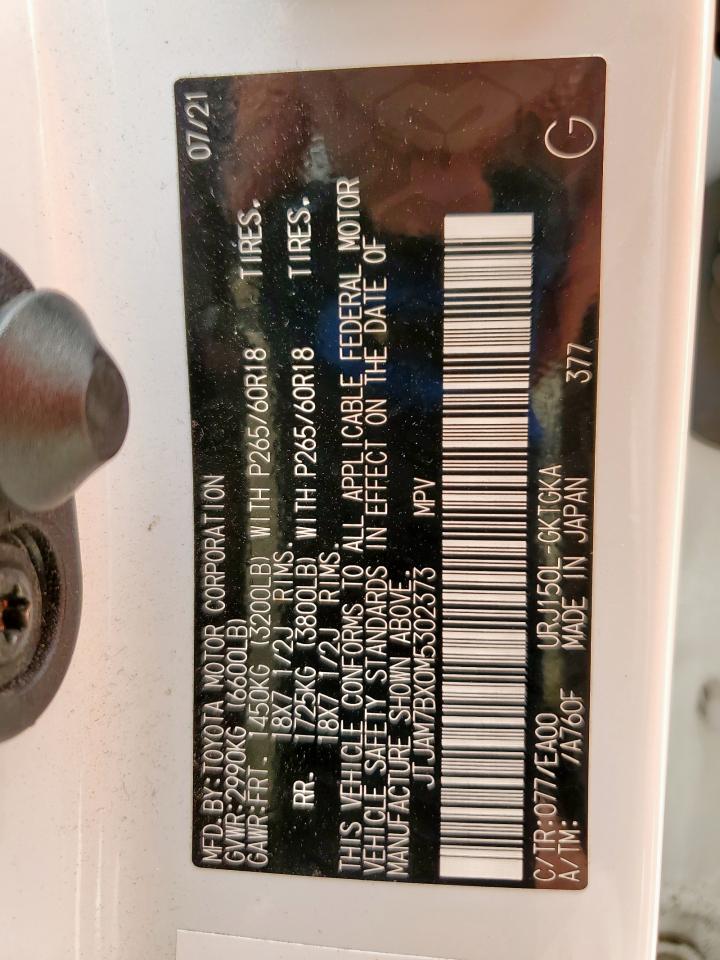 MFD.BY:TOYOTA MOTOR CORPORATION 07/21
GVWR:2990KG (6600LB)
GAWR:FRT. 1450KG (3200LB) WITH P265/60R18 TIRES.
18X7 1/2J RIMS.
RR. 1725KG (3800LB) WITH P265/60R18 TIRES.
18X7 1/2J RIMS.
THIS VEHICLE CONFORMS TO ALL APPLICABLE FEDERAL MOTOR
VEHICLE SAFETY STANDARDS IN EFFECT ON THE DATE OF
MANUFACTURE SHOWN ABOVE.
JTJAM7BX0M5302373 MPV
C/TR:077/EA00 URJ150L-GKTGKA 377 G
A/TM: /A760F MADE IN JAPAN